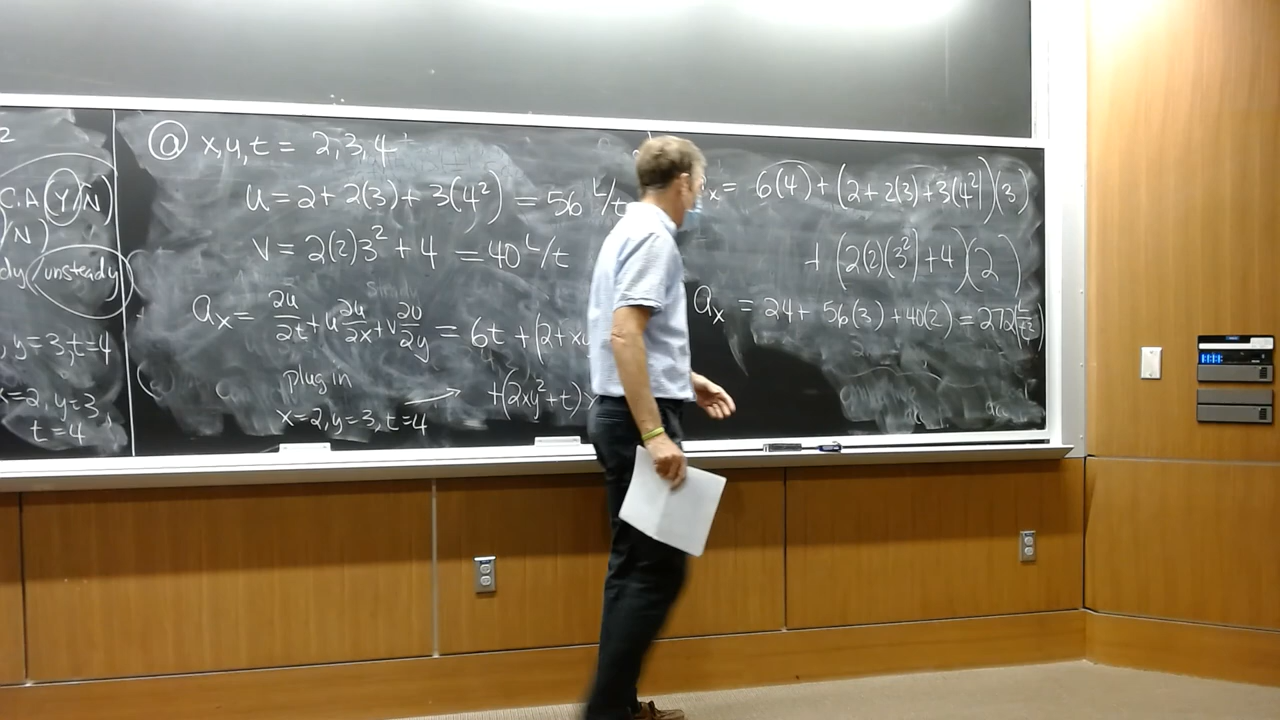 2
C.A (Y/N)
/N)
dy/unsteady
, y=3,t=4
x=2, y=3,
t=4
ⓐ x,y,t = 2,3,4
u = 2 + 2(3) + 3(4²) = 56 L/t
V = 2(2)3² + 4 = 40 L/t
aₓ = ∂u/∂t + u ∂u/∂x + v ∂u/∂y = 6t + (2+xy
plug in
x=2, y=3, t=4 → +(2xy²+t)x
x = 6(4) + (2+2(3)+3(4²))(3)
+ (2(2)(3²)+4)(2)
aₓ = 24 + 56(3) + 40(2) = 272 (L/t²)